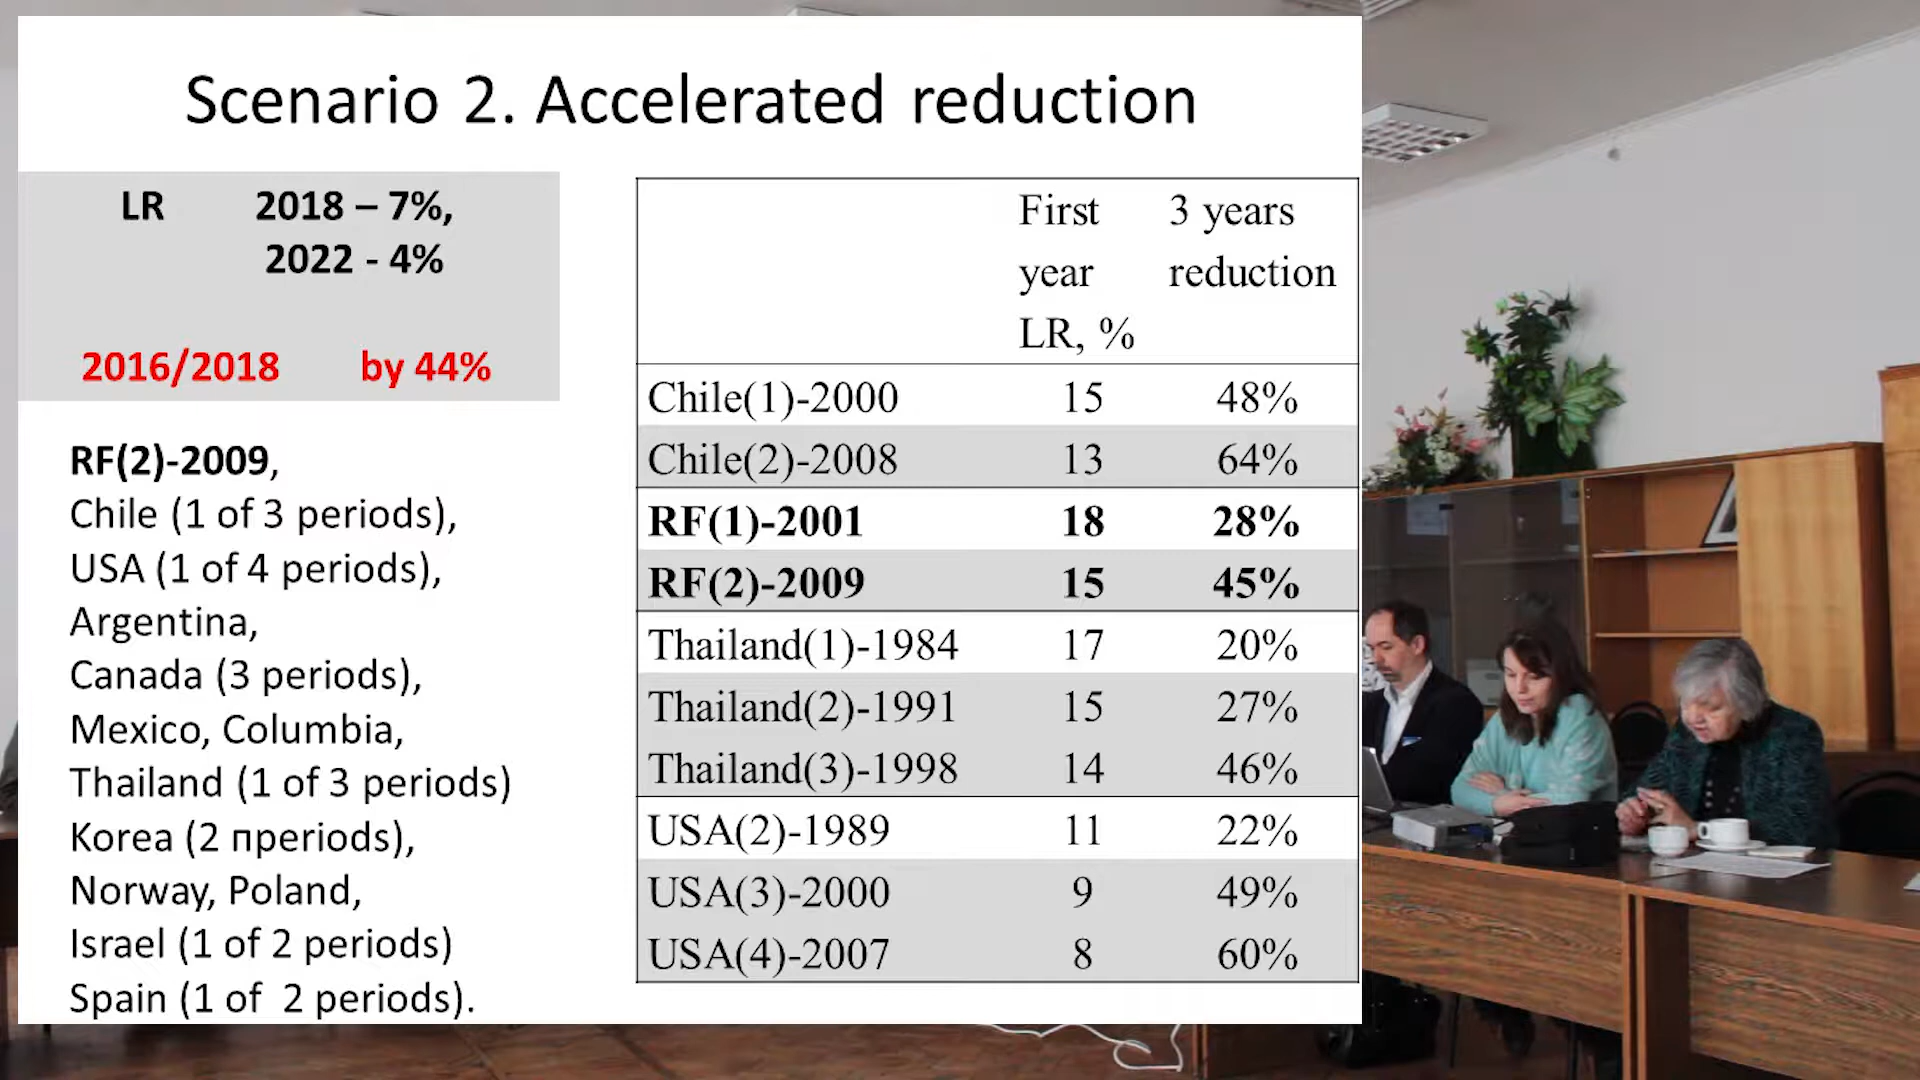 Scenario 2. Accelerated reduction
LR 2018 – 7%,
2022 - 4%
2016/2018 by 44%
RF(2)-2009,
Chile (1 of 3 periods),
USA (1 of 4 periods),
Argentina,
Canada (3 periods),
Mexico, Columbia,
Thailand (1 of 3 periods)
Korea (2 пperiods),
Norway, Poland,
Israel (1 of 2 periods)
Spain (1 of 2 periods).
First year LR, % 3 years reduction
Chile(1)-2000 15 48%
Chile(2)-2008 13 64%
RF(1)-2001 18 28%
RF(2)-2009 15 45%
Thailand(1)-1984 17 20%
Thailand(2)-1991 15 27%
Thailand(3)-1998 14 46%
USA(2)-1989 11 22%
USA(3)-2000 9 49%
USA(4)-2007 8 60%